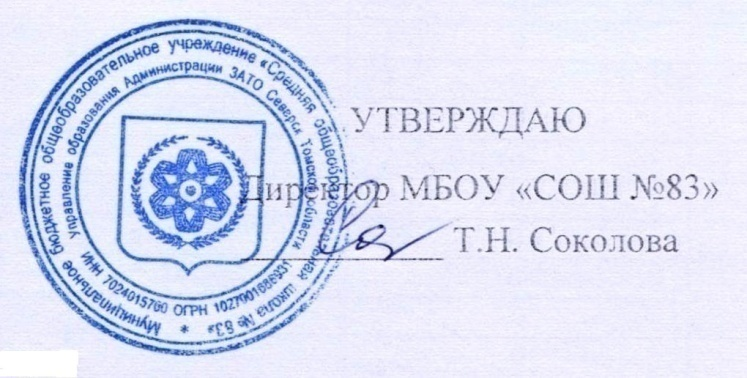 Муниципальное бюджетное общеобразовательное учреждение «Средняя общеобразовательная школа № 83» *
Управление образования Администрации ЗАТО Северск Томской области
ИНН 7024015760 ОГРН
УТВЕРЖДАЮ
Директор МБОУ «СОШ №83»
Т.Н. Соколова